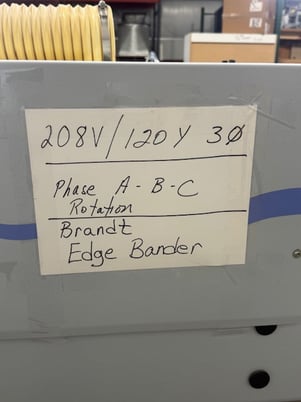 208V/120Y 3Ø
Phase A - B - C
Rotation
Brandt
Edge Bander